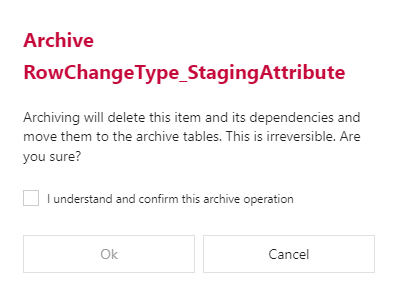 Archive
RowChangeType_StagingAttribute
Archiving will delete this item and its dependencies and
move them to the archive tables. This is irreversible. Are
you sure?
I understand and confirm this archive operation
Ok
Cancel